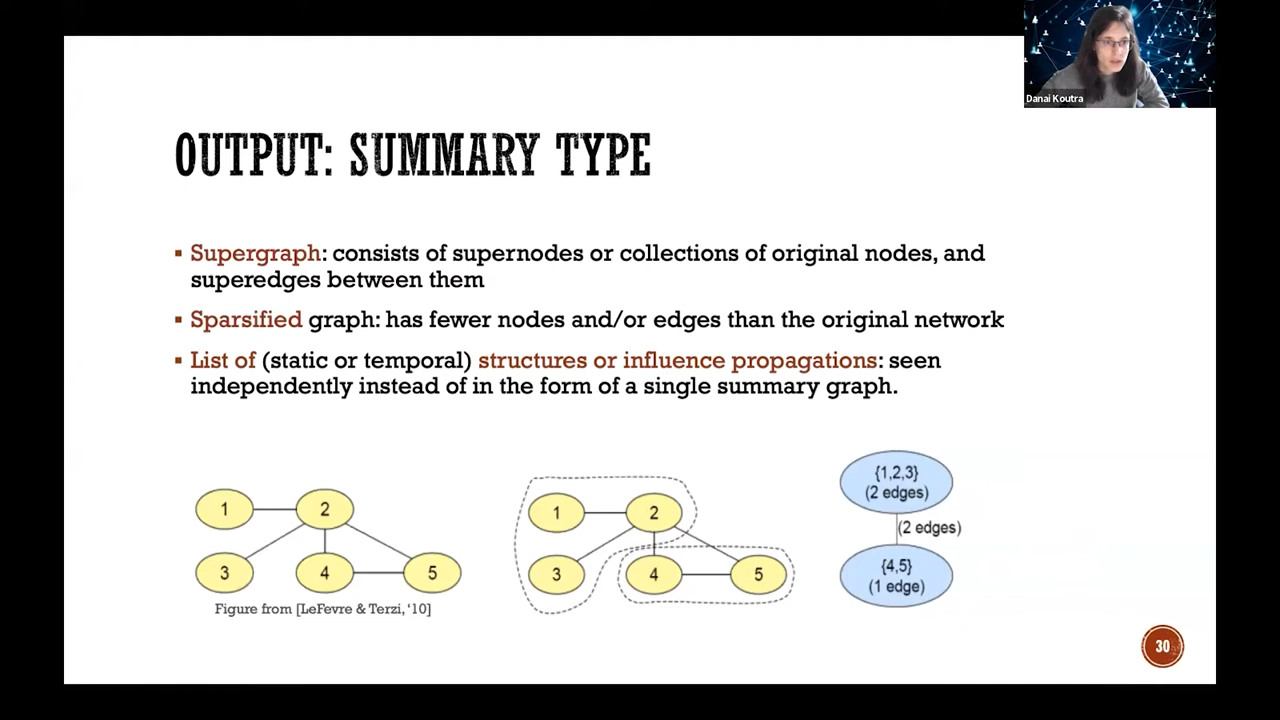 Danai Koutra
OUTPUT: SUMMARY TYPE
▪ Supergraph: consists of supernodes or collections of original nodes, and
superedges between them
▪ Sparsified graph: has fewer nodes and/or edges than the original network
▪ List of (static or temporal) structures or influence propagations: seen
independently instead of in the form of a single summary graph.
1
2
3
4
5
Figure from [LeFevre & Terzi, ‘10]
1
2
3
4
5
{1,2,3}
(2 edges)
(2 edges)
{4,5}
(1 edge)
30